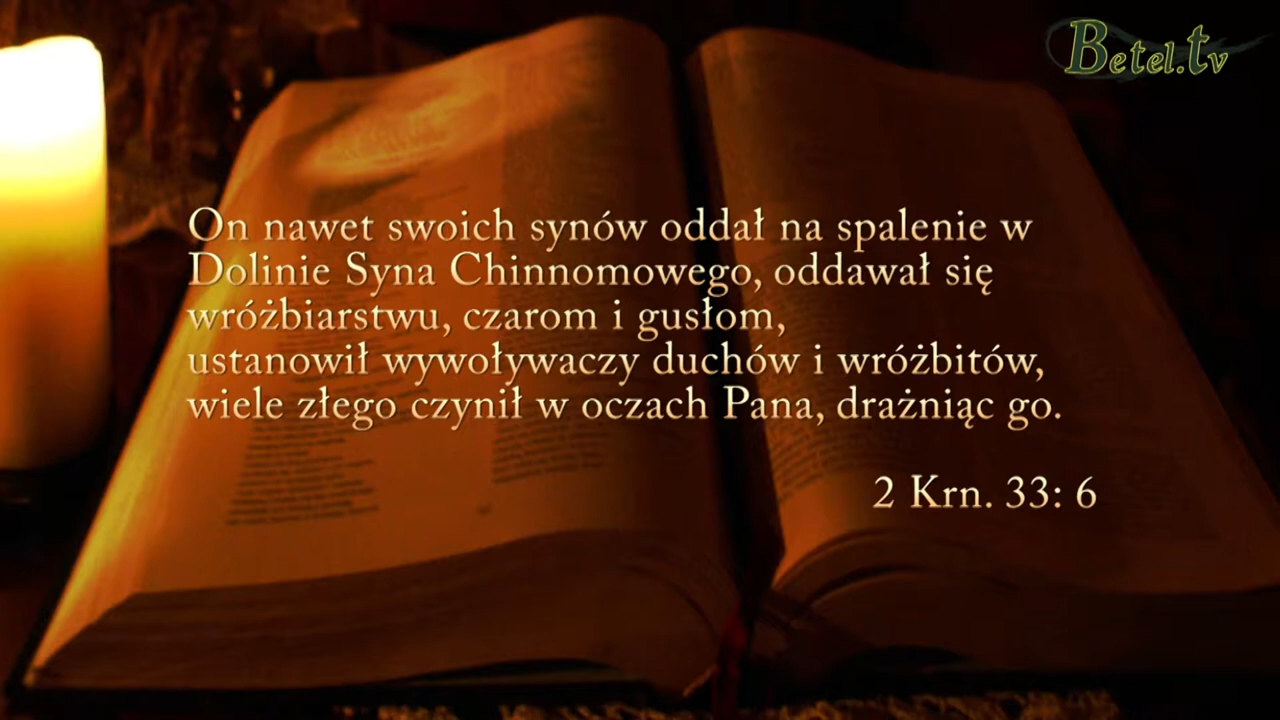 Betel.tv
On nawet swoich synów oddał na spalenie w
Dolinie Syna Chinnomowego, oddawał się
wróżbiarstwu, czarom i gusłom,
ustanowił wywoływaczy duchów i wróżbitów,
wiele złego czynił w oczach Pana, drażniąc go.
2 Krn. 33: 6